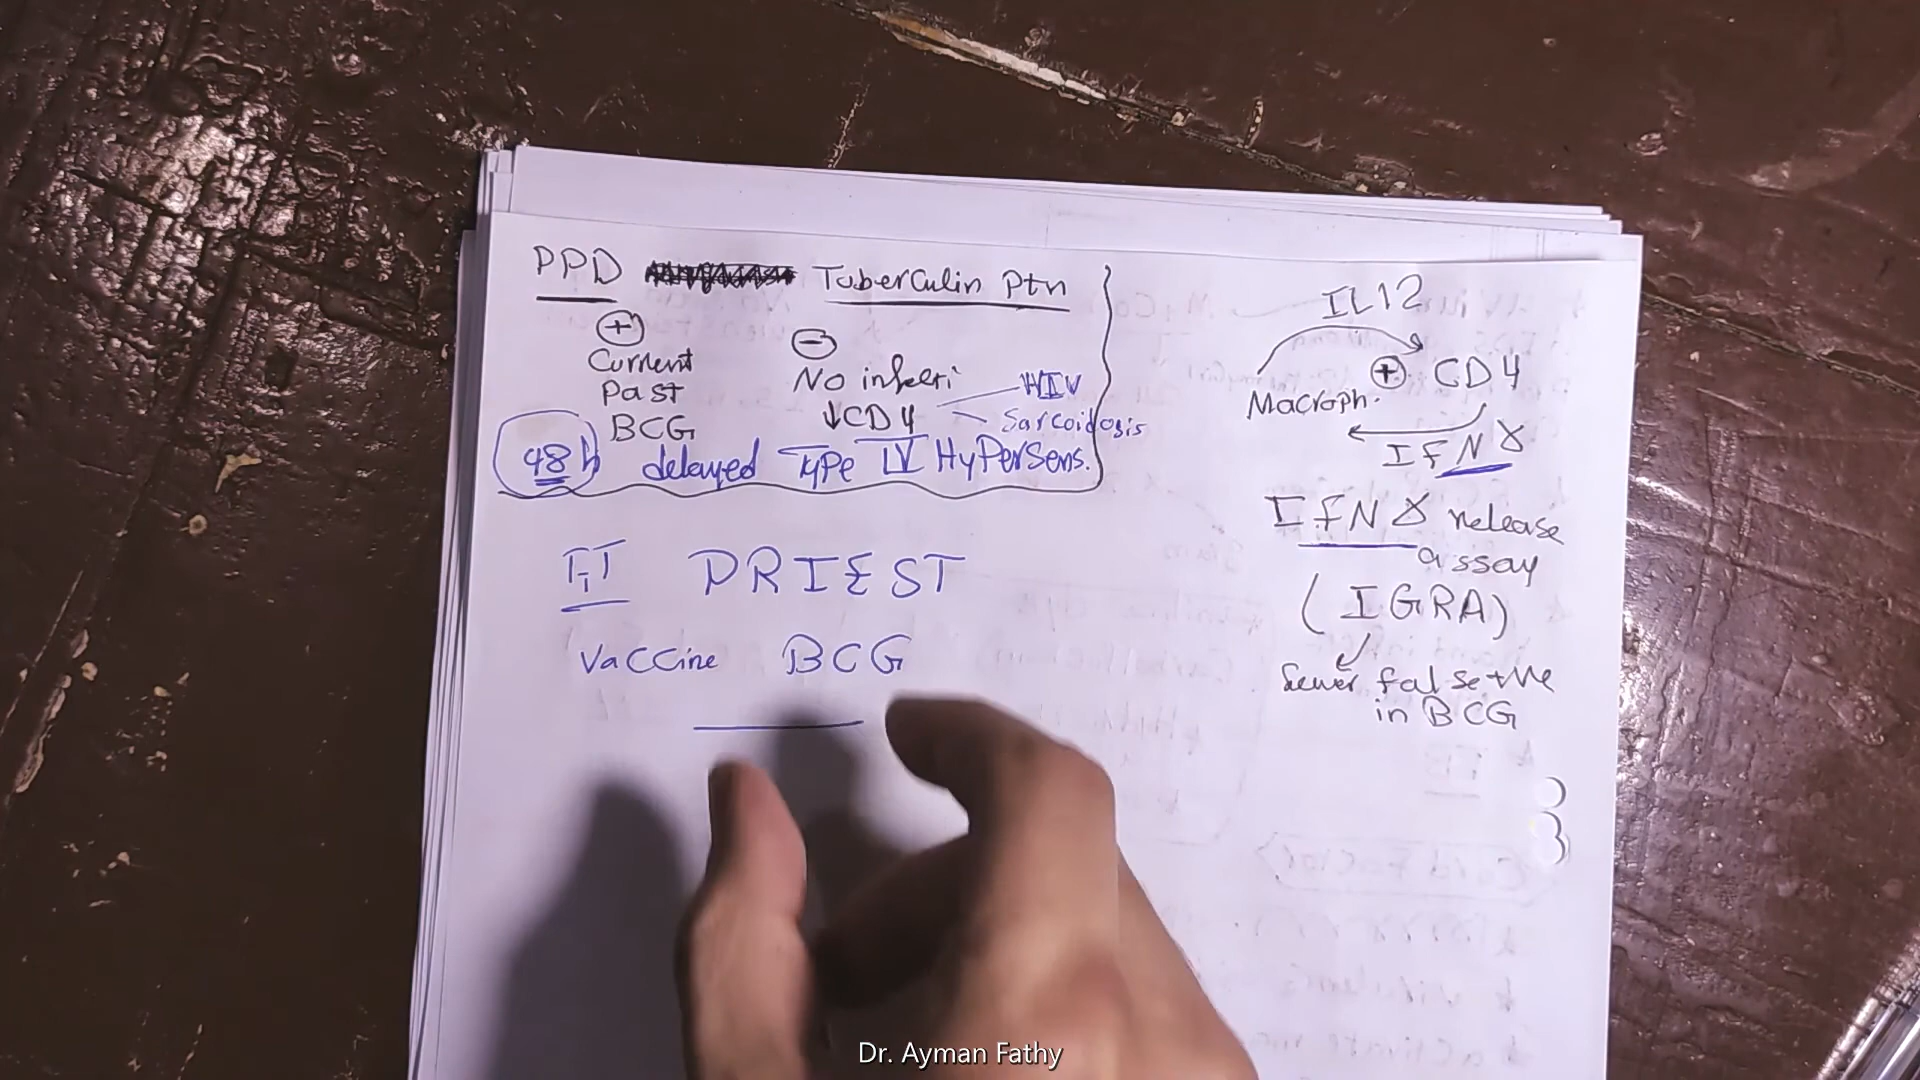 PPD Tuberculin Ptn
+
Current
Past
BCG
−
No infecti
↓CD4
HIV
Sarcoidosis
48h delayed Type IV HyPerSens.
TT PRIEST
Vaccine BCG
IL12
Macroph. + CD4
IFN γ
IFN γ release
assay
(IGRA)
fewer false +ve
in BCG
Dr. Ayman Fathy